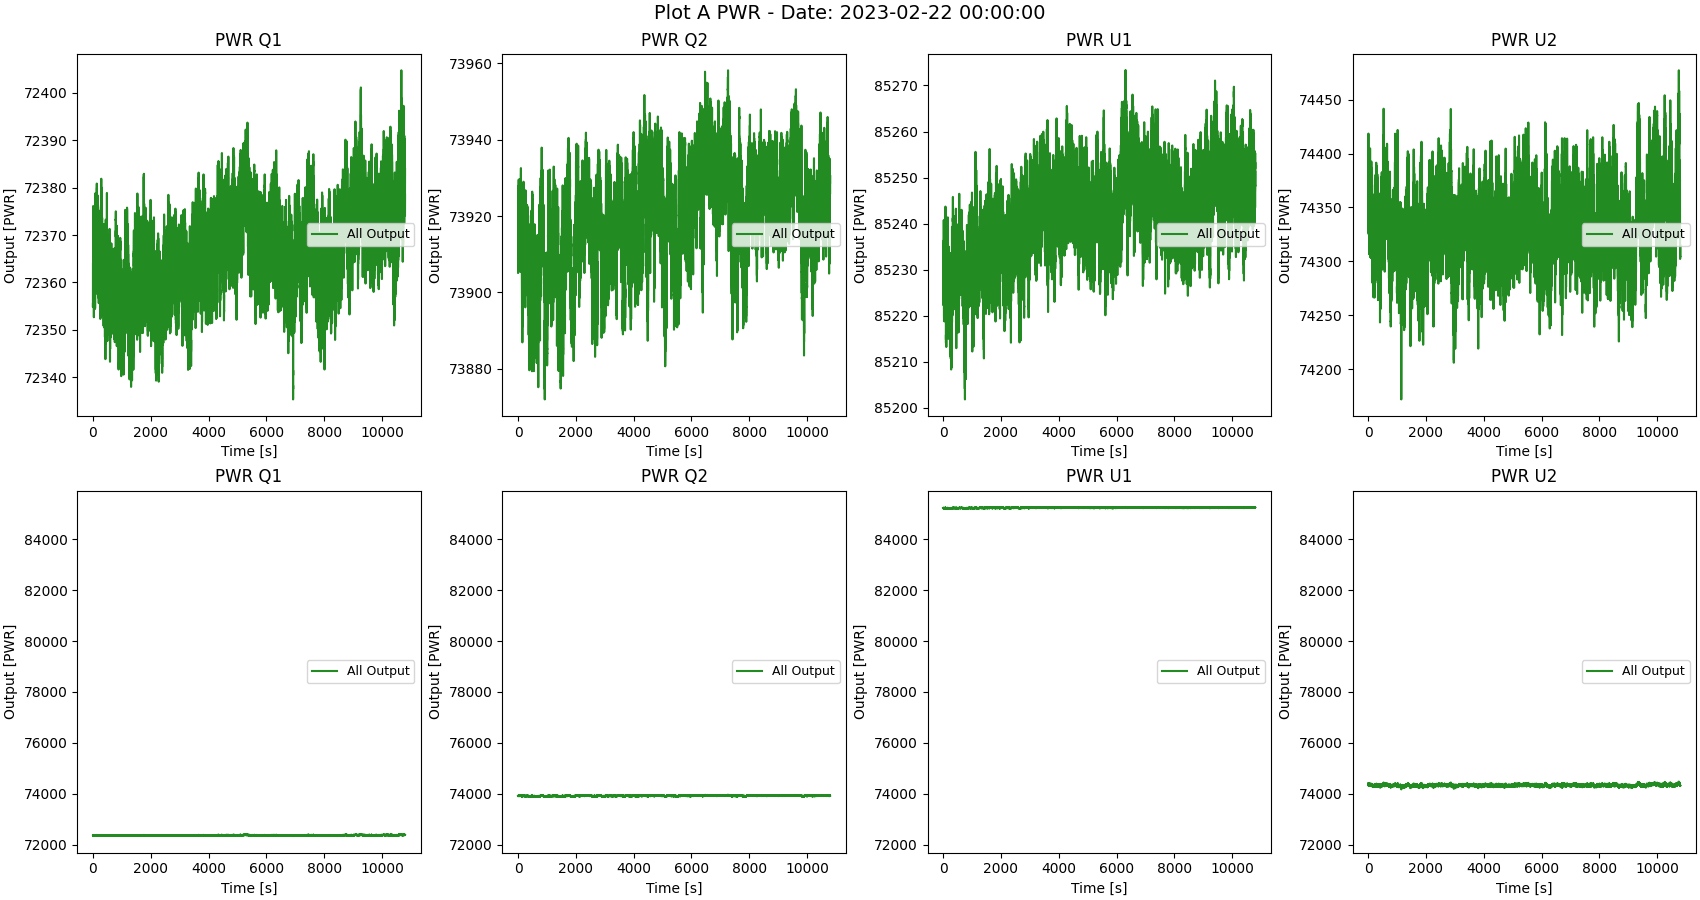 Plot A PWR - Date: 2023-02-22 00:00:00
PWR Q1
PWR Q2
PWR U1
PWR U2
Output [PWR]
72400
72390
72380
72370
72360
72350
72340
All Output
0 2000 4000 6000 8000 10000
Time [s]
Output [PWR]
73960
73940
73920
73900
73880
All Output
0 2000 4000 6000 8000 10000
Time [s]
Output [PWR]
85270
85260
85250
85240
85230
85220
85210
85200
All Output
0 2000 4000 6000 8000 10000
Time [s]
Output [PWR]
74450
74400
74350
74300
74250
74200
All Output
0 2000 4000 6000 8000 10000
Time [s]
PWR Q1
PWR Q2
PWR U1
PWR U2
Output [PWR]
84000
82000
80000
78000
76000
74000
72000
All Output
0 2000 4000 6000 8000 10000
Time [s]
Output [PWR]
84000
82000
80000
78000
76000
74000
72000
All Output
0 2000 4000 6000 8000 10000
Time [s]
Output [PWR]
84000
82000
80000
78000
76000
74000
72000
All Output
0 2000 4000 6000 8000 10000
Time [s]
Output [PWR]
84000
82000
80000
78000
76000
74000
72000
All Output
0 2000 4000 6000 8000 10000
Time [s]